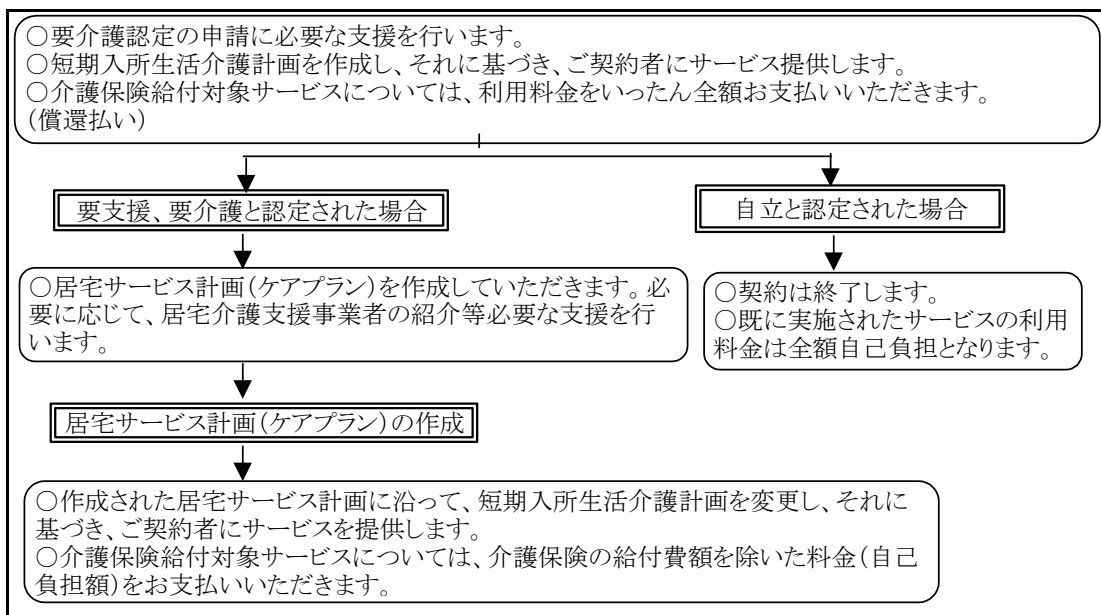 ○要介護認定の申請に必要な支援を行います。
○短期入所生活介護計画を作成し、それに基づき、ご契約者にサービス提供します。
○介護保険給付対象サービスについては、利用料金をいったん全額お支払いいただきます。
(償還払い)
要支援、要介護と認定された場合
自立と認定された場合
○居宅サービス計画(ケアプラン)を作成していただきます。必
要に応じて、居宅介護支援事業者の紹介等必要な支援を行
います。
○契約は終了します。
○既に実施されたサービスの利用
料金は全額自己負担となります。
居宅サービス計画(ケアプラン)の作成
○作成された居宅サービス計画に沿って、短期入所生活介護計画を変更し、それに
基づき、ご契約者にサービスを提供します。
○介護保険給付対象サービスについては、介護保険の給付費額を除いた料金(自己
負担額)をお支払いいただきます。